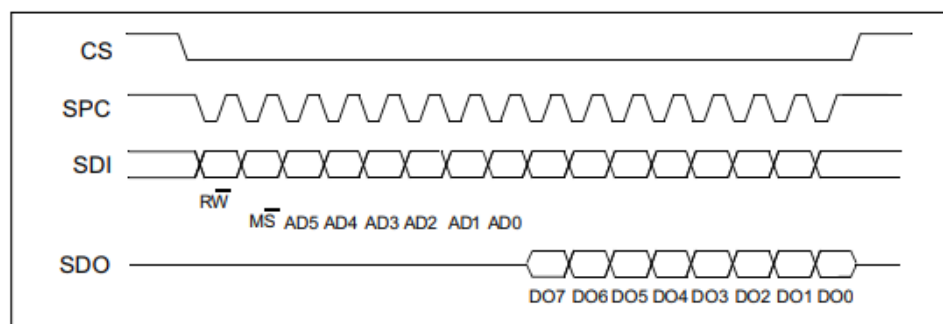 CS
SPC
SDI
RW̅
MS̅ AD5 AD4 AD3 AD2 AD1 AD0
SDO
DO7 DO6 DO5 DO4 DO3 DO2 DO1 DO0